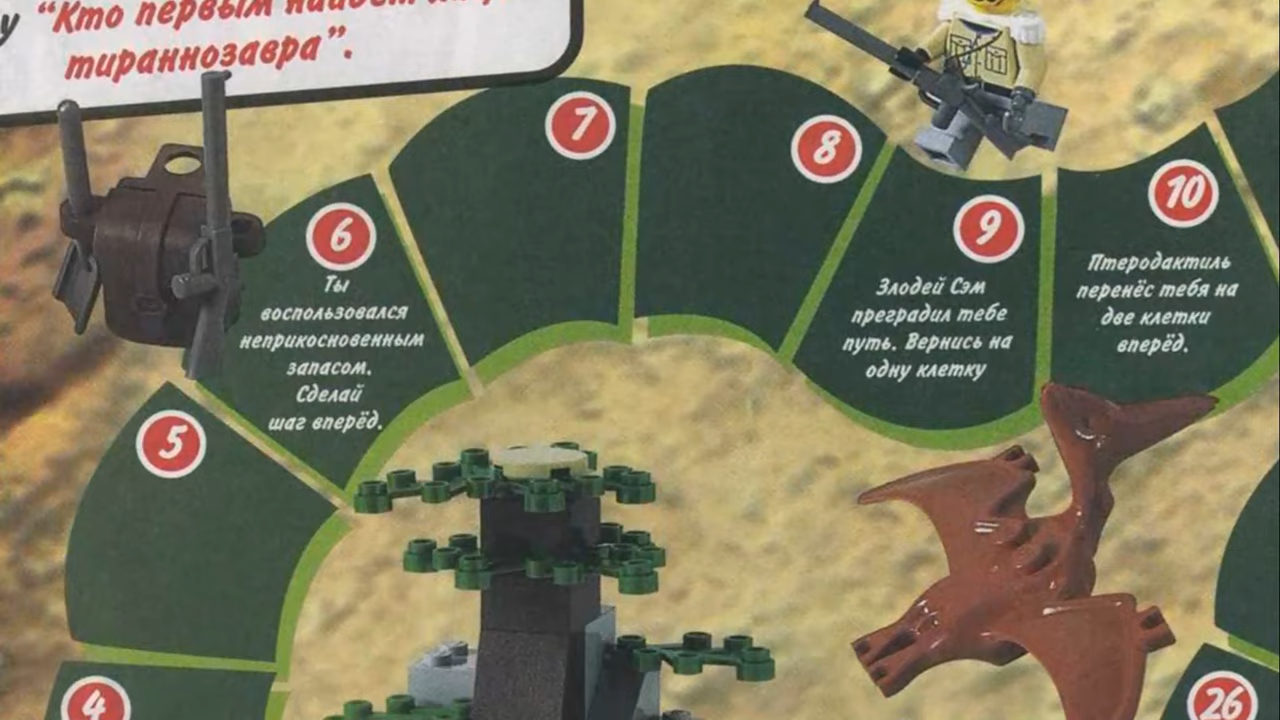 у “Кто первым найдёт
тираннозавра”.
7
8
10
6
9
Ты
воспользовался
неприкосновенным
запасом.
Сделай
шаг вперёд.
Злодей Сэм
преградил тебе
путь. Вернись на
одну клетку
Птеродактиль
перенёс тебя на
две клетки
вперёд.
5
4
26